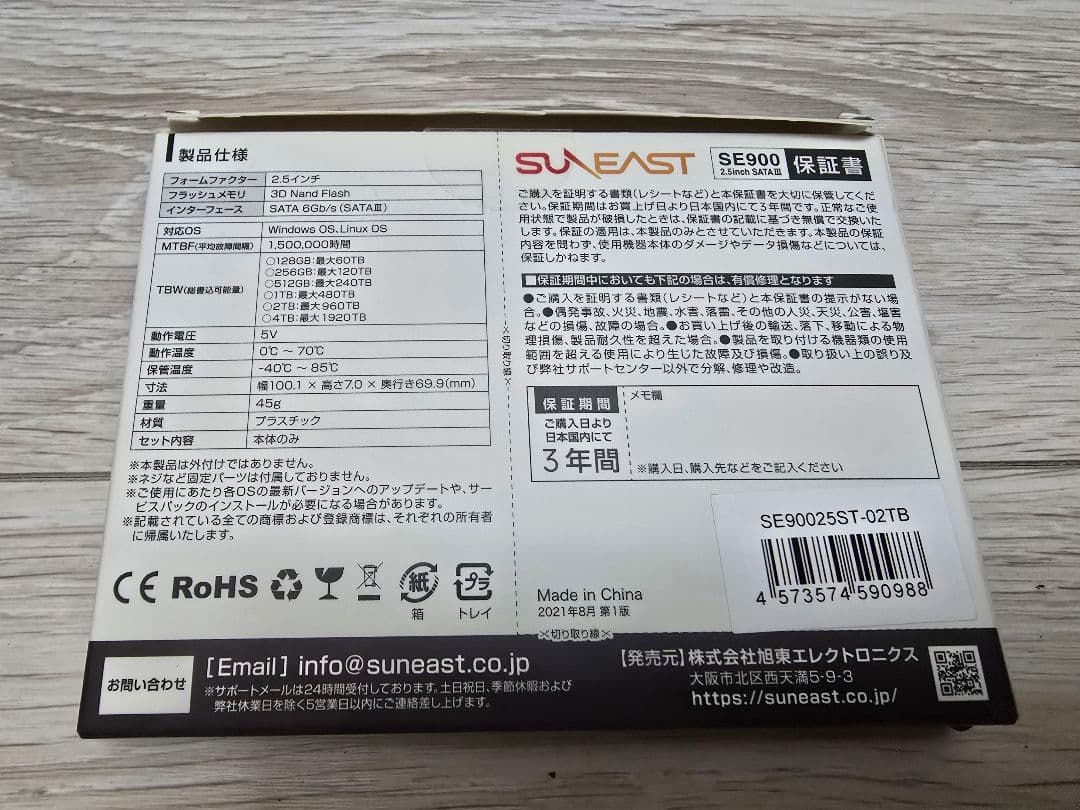 製品仕様
フォームファクター 2.5インチ
フラッシュメモリ 3D Nand Flash
インターフェース SATA 6Gb/s (SATAⅢ)
対応OS Windows OS,Linux OS
MTBF(平均故障間隔) 1,500,000時間
TBW(総書込可能量)
○128GB:最大60TB
○256GB:最大120TB
○512GB:最大240TB
○1TB:最大480TB
○2TB:最大960TB
○4TB:最大1920TB
動作電圧 5V
動作温度 0℃ ~ 70℃
保管温度 -40℃ ~ 85℃
寸法 幅100.1 × 高さ7.0 × 奥行き69.9(mm)
重量 45g
材質 プラスチック
セット内容 本体のみ
※本製品は外付けではありません。
※ネジなど固定パーツは付属しておりません。
※ご使用にあたり各OSの最新バージョンへのアップデートや、サー
ビスパックのインストールが必要になる場合があります。
※記載されている全ての商標および登録商標は、それぞれの所有者
に帰属いたします。
CE RoHS
紙
箱
プラ
トレイ
×切り取り線×
SUNEAST
SE900
2.5inch SATAⅢ
保証書
ご購入を証明する書類(レシートなど)と本保証書を大切に保管してくだ
さい。保証期間はお買上げ日より日本国内にて3年間です。正常なご使
用状態で製品が破損したときは、保証書の記載に基づき無償で交換いた
します。保証の適用は、本製品のみとさせていただきます。本製品の保証
内容を問わず、使用機器本体のダメージやデータ損傷などについては、
保証しかねます。
■保証期間中においても下記の場合は、有償修理となります
●ご購入を証明する書類(レシートなど)と本保証書の提示がない場
合。●偶発事故、火災、地震、水害、落雷、その他の人災、天災、公害、塩害
などの損傷、故障の場合。●お買い上げ後の輸送、落下、移動による物
理損傷、製品耐久性を超えた場合。●製品を取り付ける機器類の使用
範囲を超える使用により生じた故障及び損傷。●取り扱い上の誤り及
び弊社サポートセンター以外で分解、修理や改造。
保証期間
ご購入日より
日本国内にて
3年間
メモ欄
※購入日、購入先などをご記入ください
SE90025ST-02TB
4 573574 590988
Made in China
2021年8月 第1版
×切り取り線×
お問い合わせ
[Email] info@suneast.co.jp
※サポートメールは24時間受付しております。土日祝日、季節休暇および
弊社休業日を除く5営業日以内にご連絡差し上げます。
【発売元】株式会社旭東エレクトロニクス
大阪市北区西天満5-9-3
https://suneast.co.jp/